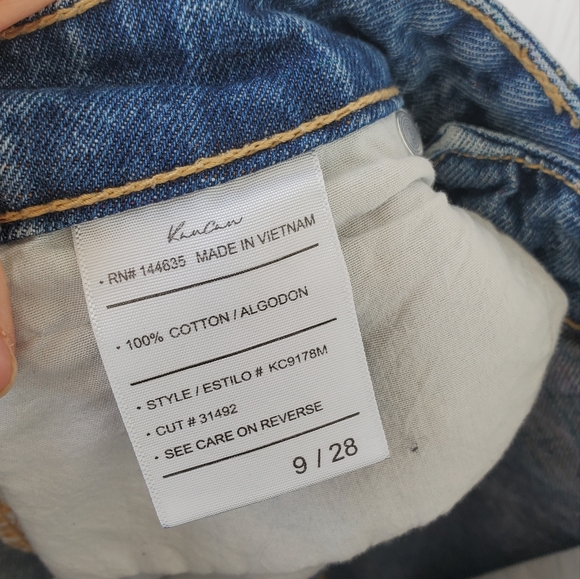 KanCan
• RN# 144635 MADE IN VIETNAM
• 100% COTTON / ALGODON
• STYLE / ESTILO # KC9178M
• CUT # 31492
• SEE CARE ON REVERSE
9 / 28